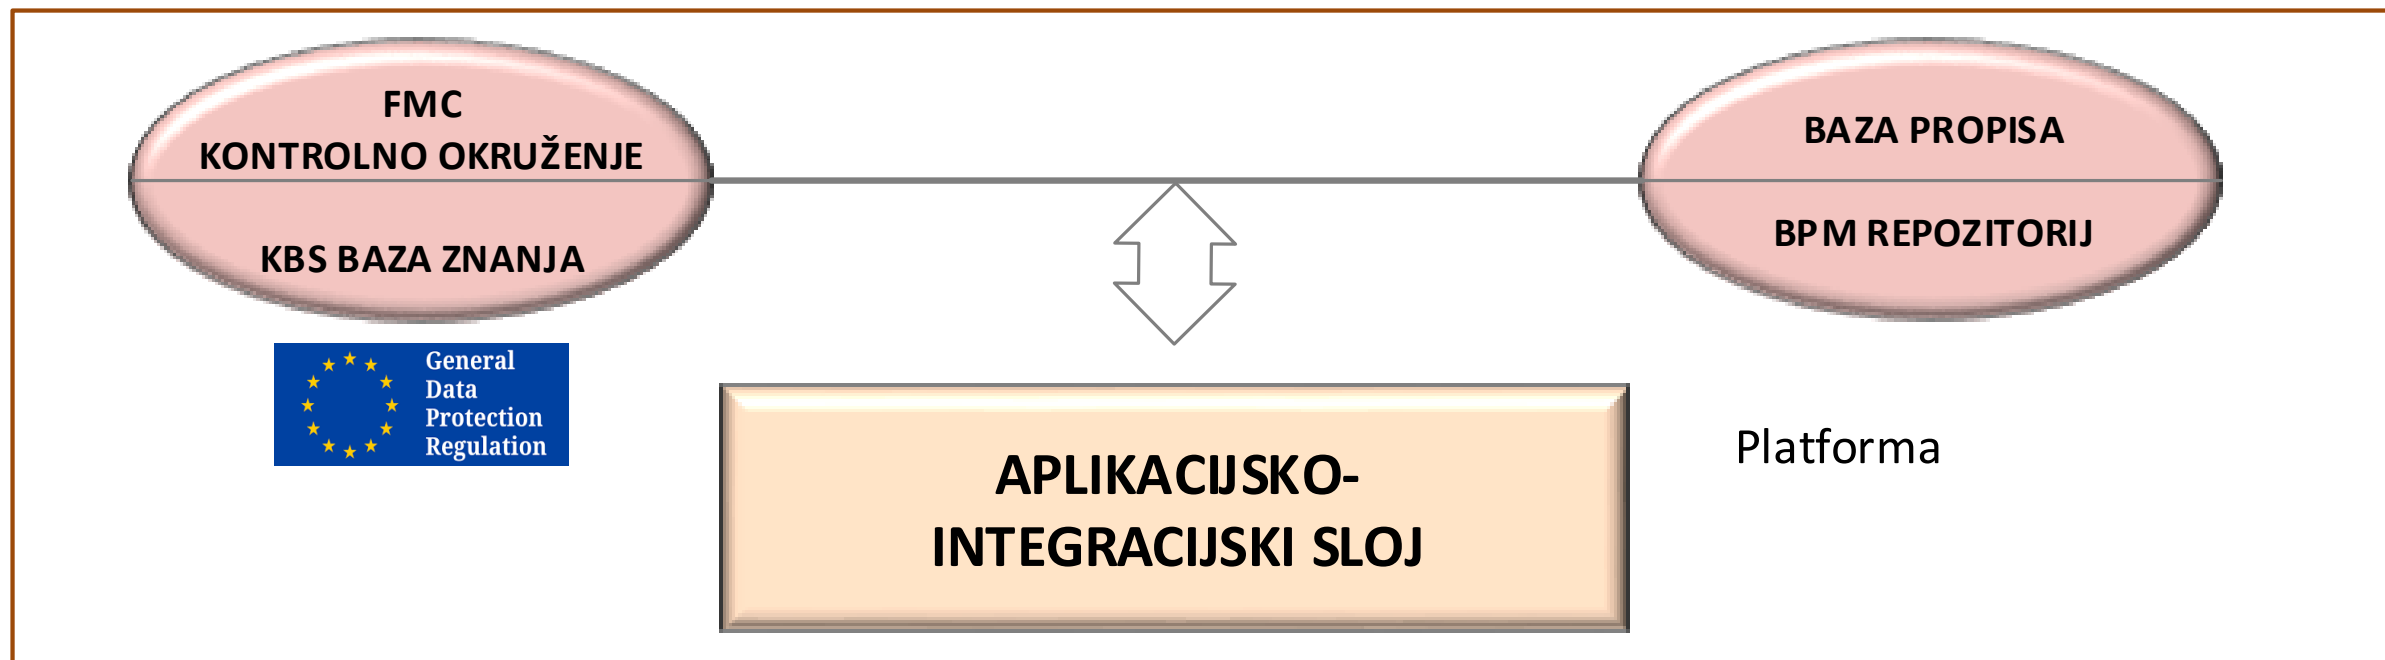 FMC
KONTROLNO OKRUŽENJE
KBS BAZA ZNANJA
BAZA PROPISA
BPM REPOZITORIJ
General
Data
Protection
Regulation
APLIKACIJSKO-
INTEGRACIJSKI SLOJ
Platforma